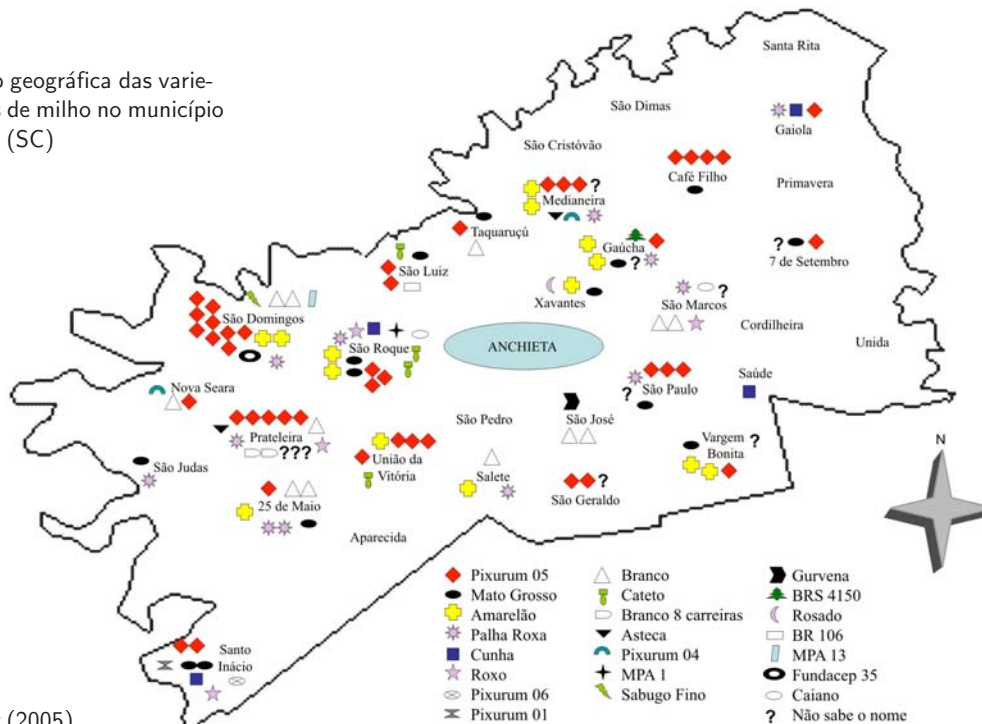 geográfica das varie-
de milho no município
(SC)
Santa Rita
São Dimas
Gaiola
São Cristóvão
Café Filho
Primavera
?
Medianeira
Taquaruçú
Gaúcha
?
?
7 de Setembro
São Luiz
Xavantes
São Marcos
?
São Domingos
Cordilheira
São Roque
ANCHIETA
Unida
Saúde
Nova Seara
São Paulo
?
São Pedro
São José
Prateleira
???
Vargem
Bonita
?
União da
Vitória
São Judas
Salete
São Geraldo
?
25 de Maio
N
Aparecida
Santo
Inácio
Pixurum 05
Mato Grosso
Amarelão
Palha Roxa
Cunha
Roxo
Pixurum 06
Pixurum 01
Branco
Cateto
Branco 8 carreiras
Asteca
Pixurum 04
MPA 1
Sabugo Fino
Gurvena
BRS 4150
Rosado
BR 106
MPA 13
Fundacep 35
Caiano
? Não sabe o nome
(2005)